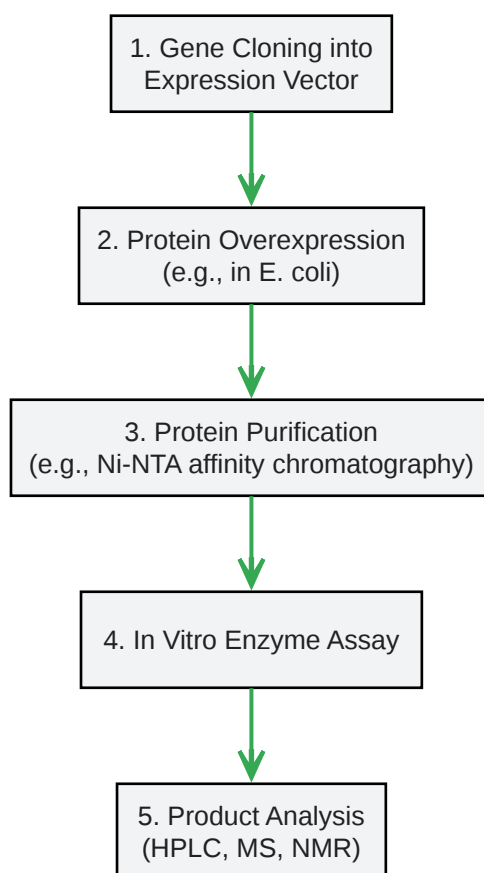 1. Gene Cloning into
Expression Vector
2. Protein Overexpression
(e.g., in E. coli)
3. Protein Purification
(e.g., Ni-NTA affinity chromatography)
4. In Vitro Enzyme Assay
5. Product Analysis
(HPLC, MS, NMR)